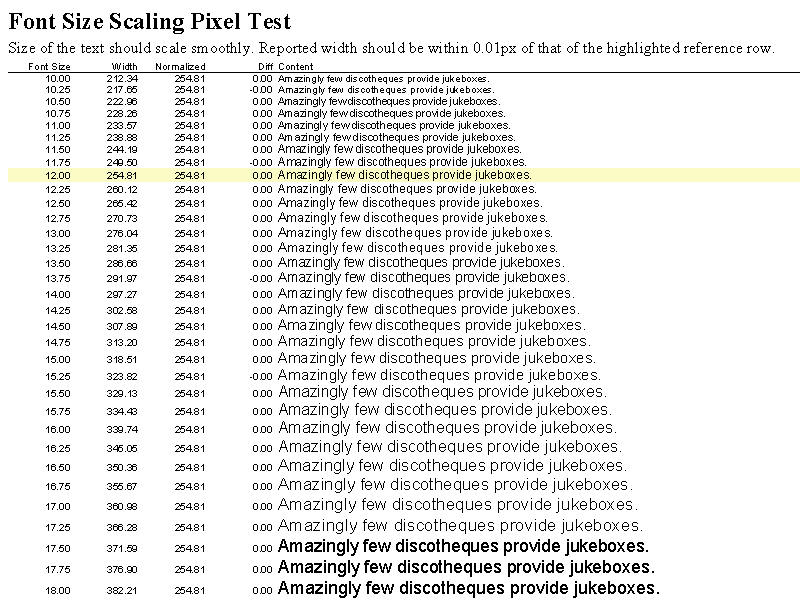 Font Size Scaling Pixel Test
Size of the text should scale smoothly. Reported width should be within 0.01px of that of the highlighted reference row.
Font Size Width Normalized Diff Content
10.00 212.34 254.81 0.00 Amazingly few discotheques provide jukeboxes.
10.25 217.65 254.81 -0.00 Amazingly few discotheques provide jukeboxes.
10.50 222.96 254.81 0.00 Amazingly few discotheques provide jukeboxes.
10.75 228.26 254.81 0.00 Amazingly few discotheques provide jukeboxes.
11.00 233.57 254.81 0.00 Amazingly few discotheques provide jukeboxes.
11.25 238.88 254.81 0.00 Amazingly few discotheques provide jukeboxes.
11.50 244.19 254.81 0.00 Amazingly few discotheques provide jukeboxes.
11.75 249.50 254.81 -0.00 Amazingly few discotheques provide jukeboxes.
12.00 254.81 254.81 0.00 Amazingly few discotheques provide jukeboxes.
12.25 260.12 254.81 0.00 Amazingly few discotheques provide jukeboxes.
12.50 265.42 254.81 0.00 Amazingly few discotheques provide jukeboxes.
12.75 270.73 254.81 0.00 Amazingly few discotheques provide jukeboxes.
13.00 276.04 254.81 0.00 Amazingly few discotheques provide jukeboxes.
13.25 281.35 254.81 0.00 Amazingly few discotheques provide jukeboxes.
13.50 286.66 254.81 0.00 Amazingly few discotheques provide jukeboxes.
13.75 291.97 254.81 -0.00 Amazingly few discotheques provide jukeboxes.
14.00 297.27 254.81 0.00 Amazingly few discotheques provide jukeboxes.
14.25 302.58 254.81 0.00 Amazingly few discotheques provide jukeboxes.
14.50 307.89 254.81 0.00 Amazingly few discotheques provide jukeboxes.
14.75 313.20 254.81 0.00 Amazingly few discotheques provide jukeboxes.
15.00 318.51 254.81 0.00 Amazingly few discotheques provide jukeboxes.
15.25 323.82 254.81 -0.00 Amazingly few discotheques provide jukeboxes.
15.50 329.13 254.81 0.00 Amazingly few discotheques provide jukeboxes.
15.75 334.43 254.81 0.00 Amazingly few discotheques provide jukeboxes.
16.00 339.74 254.81 0.00 Amazingly few discotheques provide jukeboxes.
16.25 345.05 254.81 0.00 Amazingly few discotheques provide jukeboxes.
16.50 350.36 254.81 0.00 Amazingly few discotheques provide jukeboxes.
16.75 355.67 254.81 0.00 Amazingly few discotheques provide jukeboxes.
17.00 360.98 254.81 0.00 Amazingly few discotheques provide jukeboxes.
17.25 366.28 254.81 0.00 Amazingly few discotheques provide jukeboxes.
17.50 371.59 254.81 0.00 Amazingly few discotheques provide jukeboxes.
17.75 376.90 254.81 0.00 Amazingly few discotheques provide jukeboxes.
18.00 382.21 254.81 0.00 Amazingly few discotheques provide jukeboxes.